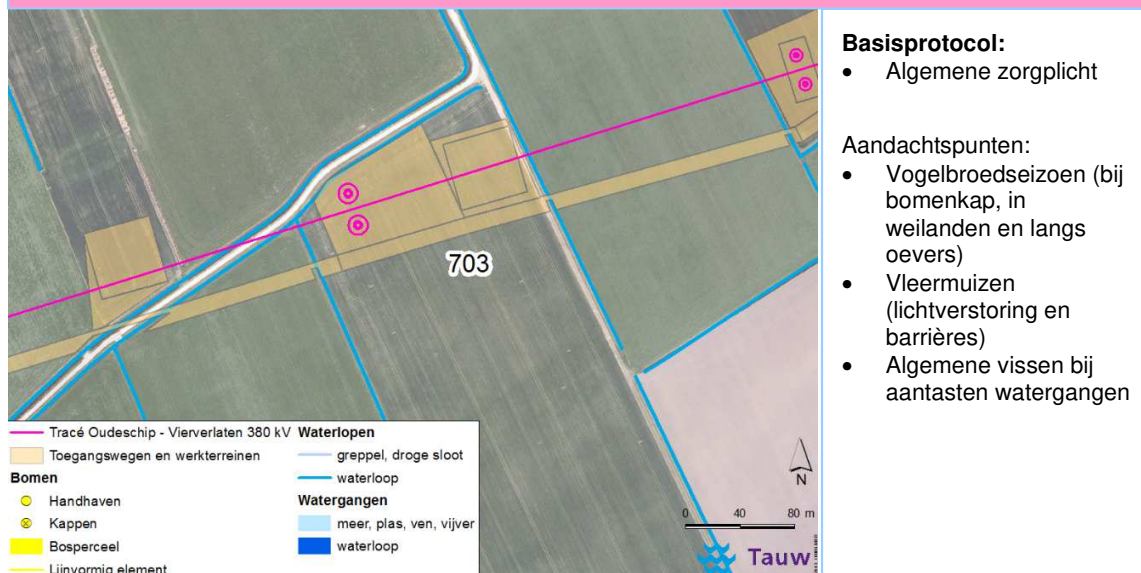 Basisprotocol:
• Algemene zorgplicht
Aandachtspunten:
• Vogelbroedseizoen (bij
bomenkap, in
weilanden en langs
oevers)
• Vleermuizen
(lichtverstoring en
barrières)
• Algemene vissen bij
aantasten watergangen
703
Tracé Oudeschip - Vierverlaten 380 kV
Toegangswegen en werkterreinen
Bomen
Handhaven
Kappen
Bosperceel
Lijnvormig element
Waterlopen
greppel, droge sloot
waterloop
Watergangen
meer, plas, ven, vijver
waterloop
N
0 40 80 m
Tauw